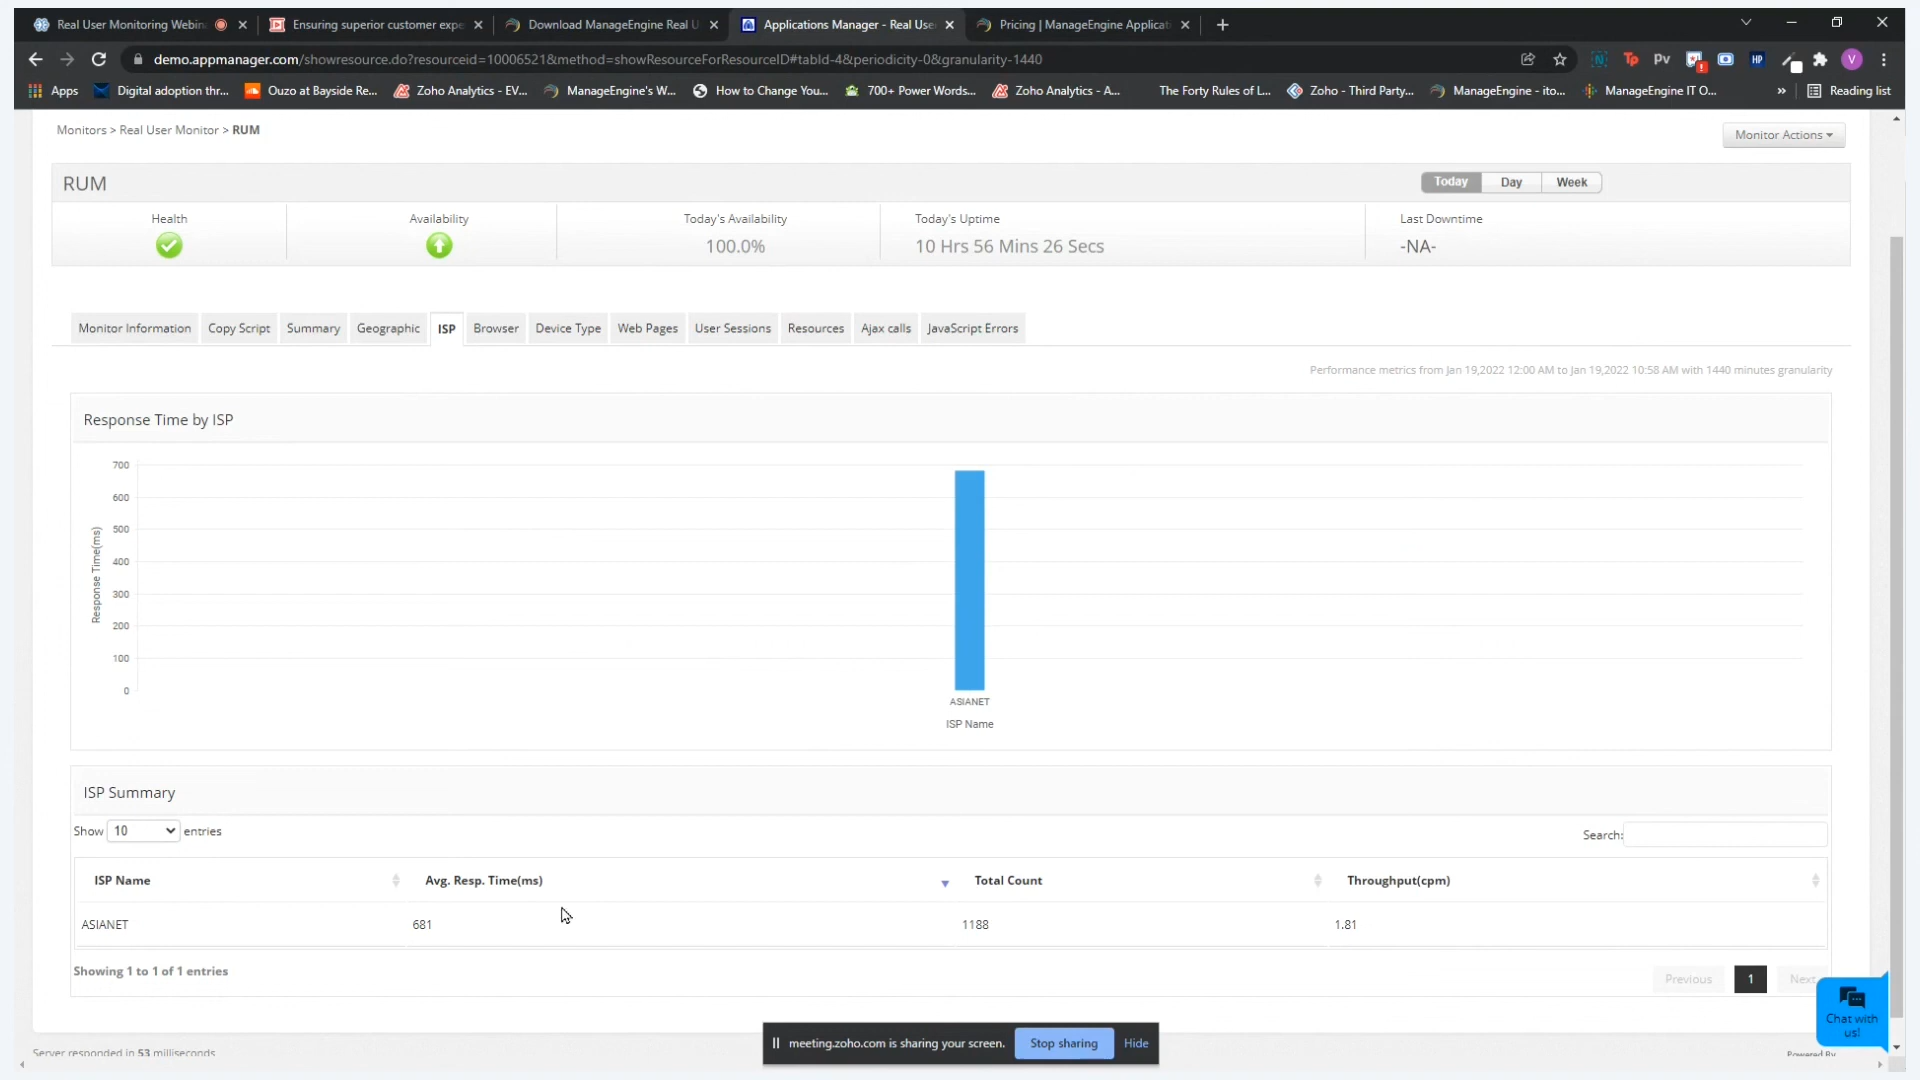 Real User Monitoring Webin
Ensuring superior customer expe
Download ManageEngine Real U
Applications Manager - Real Use
Pricing | ManageEngine Applicat
demo.appmanager.com/showresource.do?resourceid=10006521&method=showResourceForResourceID#tabId-4&periodicity-0&granularity-1440
Tp
Pv
HP
V
Apps
Digital adoption thr...
Ouzo at Bayside Re...
Zoho Analytics - EV...
ManageEngine's W...
How to Change You...
700+ Power Words...
Zoho Analytics - A...
The Forty Rules of L...
Zoho - Third Party...
ManageEngine - ito...
ManageEngine IT O...
»
Reading list
Monitors > Real User Monitor > RUM
Monitor Actions
RUM
Today Day Week
Health
Availability
Today's Availability
100.0%
Today's Uptime
10 Hrs 56 Mins 26 Secs
Last Downtime
-NA-
Monitor Information
Copy Script
Summary
Geographic
ISP
Browser
Device Type
Web Pages
User Sessions
Resources
Ajax calls
JavaScript Errors
Performance metrics from Jan 19,2022 12:00 AM to Jan 19,2022 10:58 AM with 1440 minutes granularity
Response Time by ISP
Response Time(ms)
700
600
500
400
300
200
100
0
ASIANET
ISP Name
ISP Summary
Show 10 entries
Search:
ISP Name Avg. Resp. Time(ms) Total Count Throughput(cpm)
ASIANET 681 1188 1.81
Showing 1 to 1 of 1 entries
Previous 1 Next
Chat with
us!
meeting.zoho.com is sharing your screen. Stop sharing Hide
Server responded in 53 milliseconds
Powered By